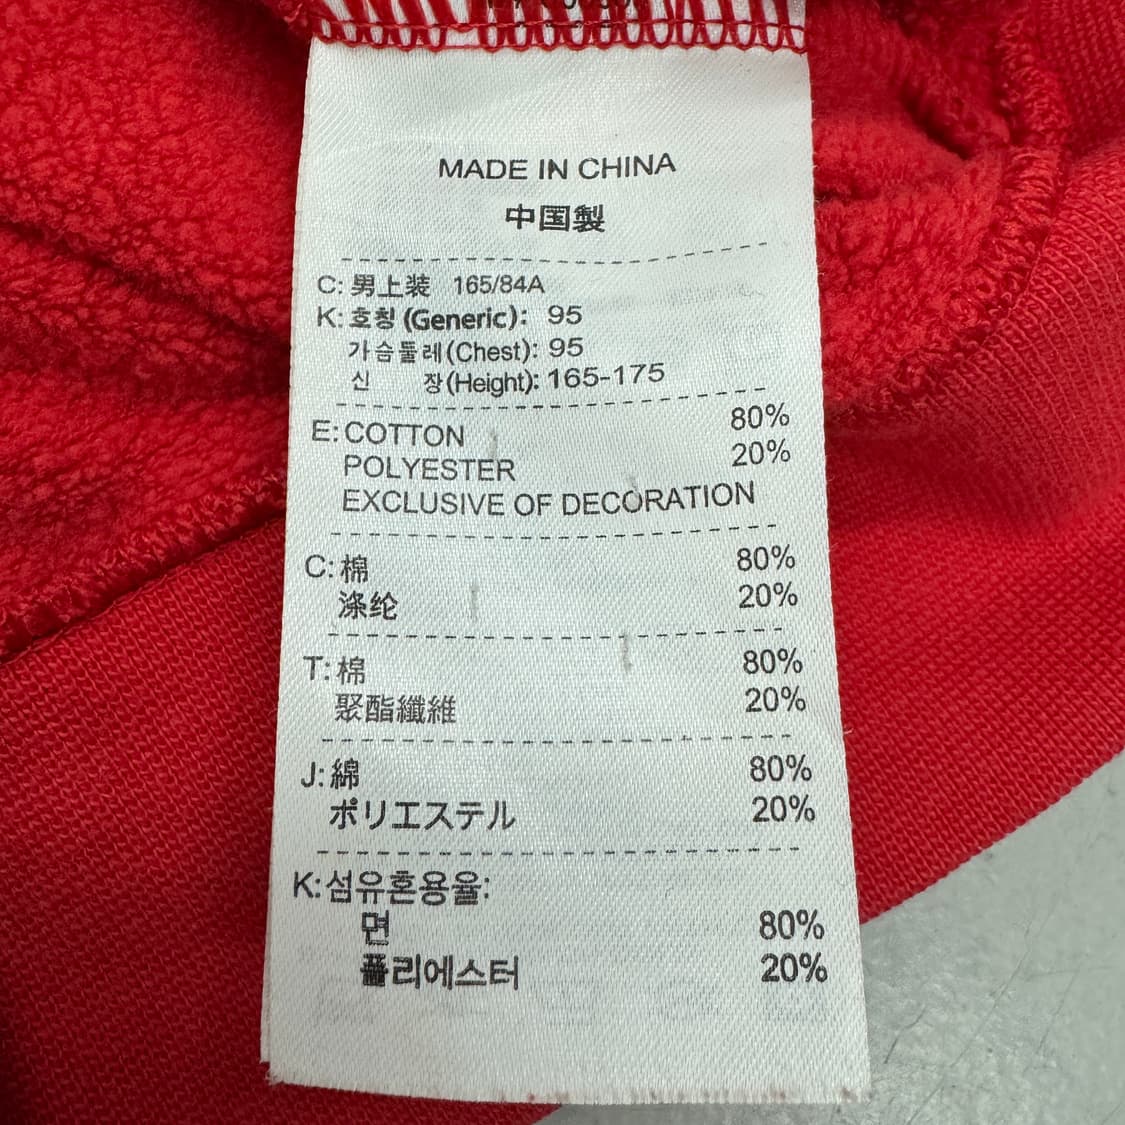 MADE IN CHINA
中国製
C: 男上装 165/84A
K: 호칭 (Generic): 95
가슴둘레 (Chest): 95
신 장 (Height): 165-175
E: COTTON 80%
POLYESTER 20%
EXCLUSIVE OF DECORATION
C: 棉 80%
涤纶 20%
T: 棉 80%
聚酯纖維 20%
J: 綿 80%
ポリエステル 20%
K: 섬유혼용율:
면 80%
폴리에스터 20%